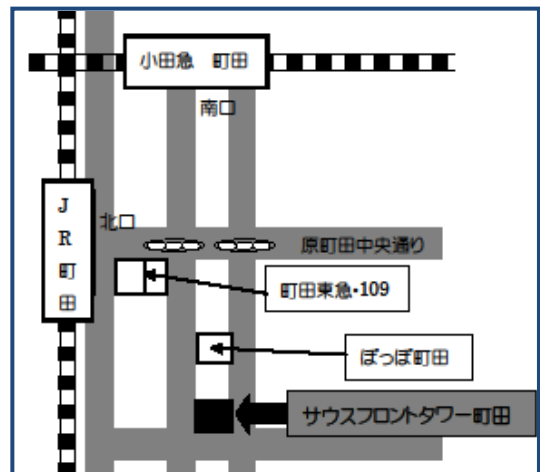 小田急 町田
南口
JR町田
北口
原町田中央通り
町田東急・109
ぽっぽ町田
サウスフロントタワー町田